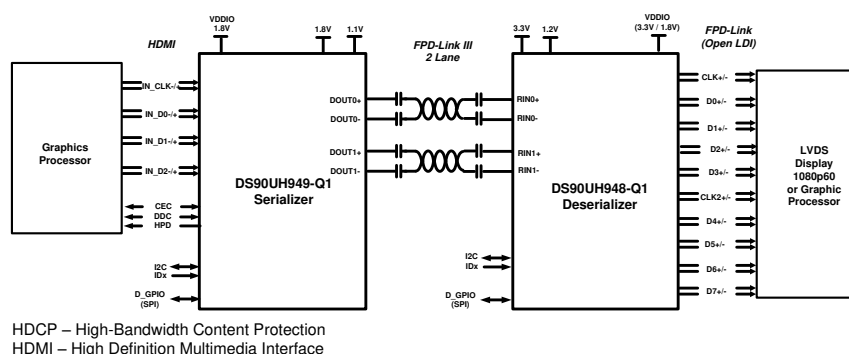 VDDIO
1.8V
1.8V
1.1V
HDMI
FPD-Link III
2 Lane
3.3V
1.2V
VDDIO
(3.3V / 1.8V)
FPD-Link
(Open LDI)
Graphics
Processor
IN_CLK-/+
IN_D0-/+
IN_D1-/+
IN_D2-/+
CEC
DDC
HPD
I2C
IDx
D_GPIO
(SPI)
DOUT0+
DOUT0-
DOUT1+
DOUT1-
DS90UH949-Q1
Serializer
RIN0+
RIN0-
RIN1+
RIN1-
DS90UH948-Q1
Deserializer
I2C
IDx
D_GPIO
(SPI)
CLK+/-
D0+/-
D1+/-
D2+/-
D3+/-
CLK2+/-
D4+/-
D5+/-
D6+/-
D7+/-
LVDS
Display
1080p60
or Graphic
Processor
HDCP – High-Bandwidth Content Protection
HDMI – High Definition Multimedia Interface